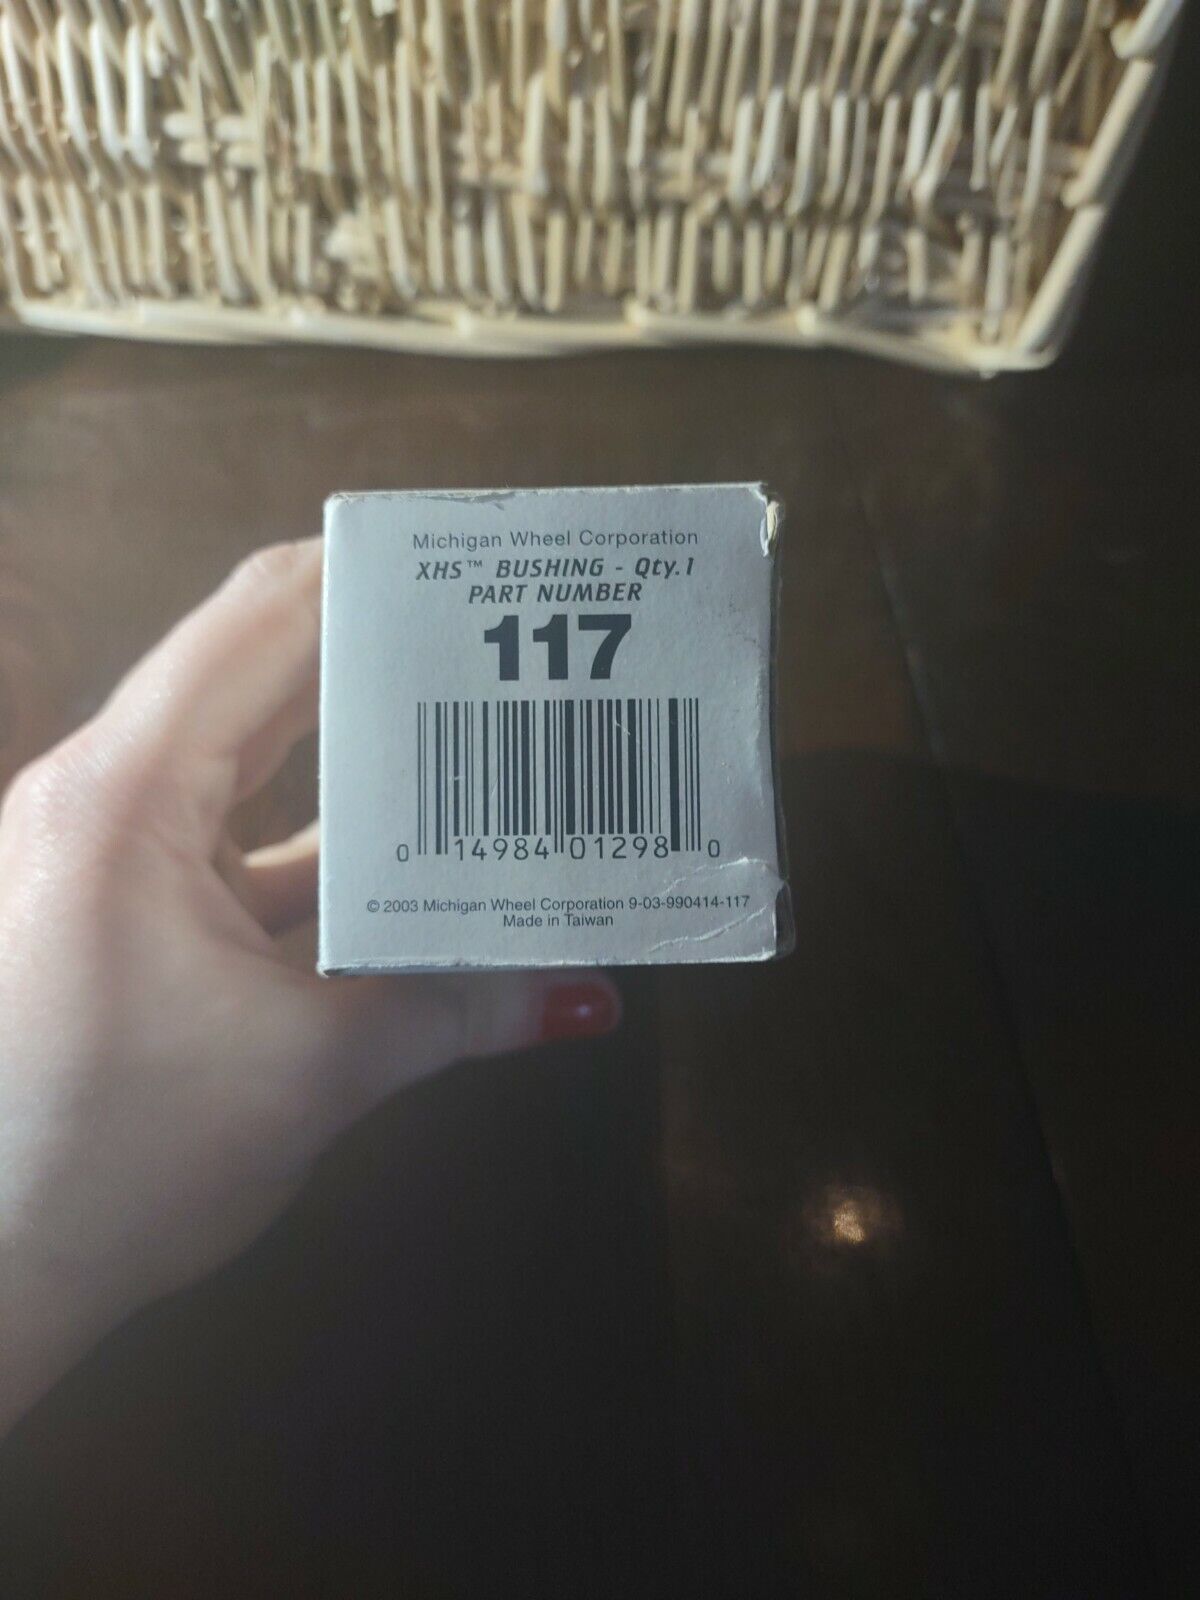 Michigan Wheel Corporation
XHS™ BUSHING - Qty.1
PART NUMBER
117
0 14984 01298 0
© 2003 Michigan Wheel Corporation 9-03-990414-117
Made in Taiwan